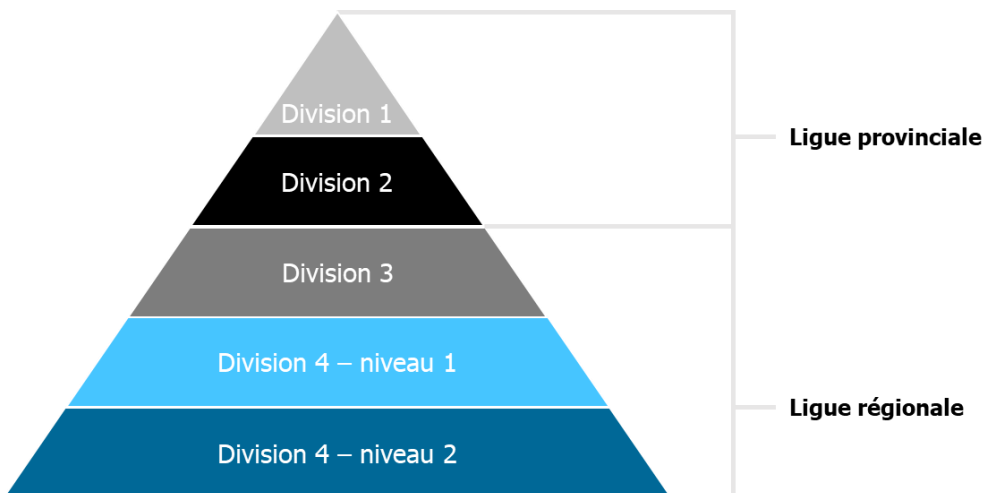 Division 1
Ligue provinciale
Division 2
Division 3
Division 4 – niveau 1
Ligue régionale
Division 4 – niveau 2